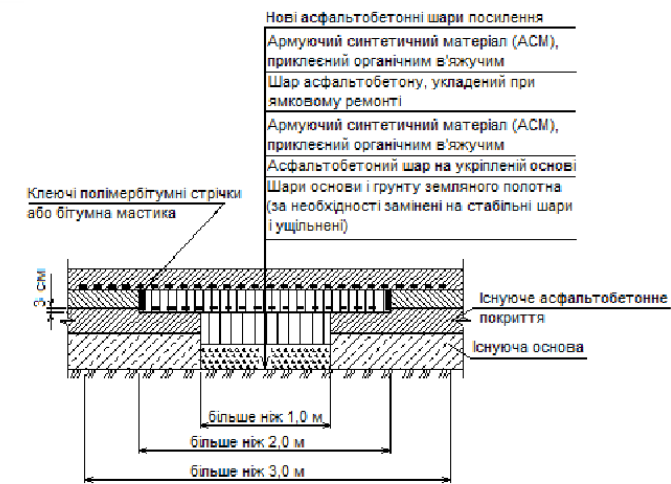 Нові асфальтобетонні шари посилення
Армуючий синтетичний матеріал (АСМ),
приклеєний органічним в'яжучим
Шар асфальтобетону, укладений при
ямковому ремонті
Армуючий синтетичний матеріал (АСМ),
приклеєний органічним в'яжучим
Асфальтобетоний шар на укріпленій основі
Шари основи і грунту земляного полотна
(за необхідності замінені на стабільні шари
і ущільнені)
Клеючі полімербітумні стрічки
або бітумна мастика
3 см
Існуюче асфальтобетонне
покриття
Існуюча основа
більше ніж 1,0 м
більше ніж 2,0 м
більше ніж 3,0 м